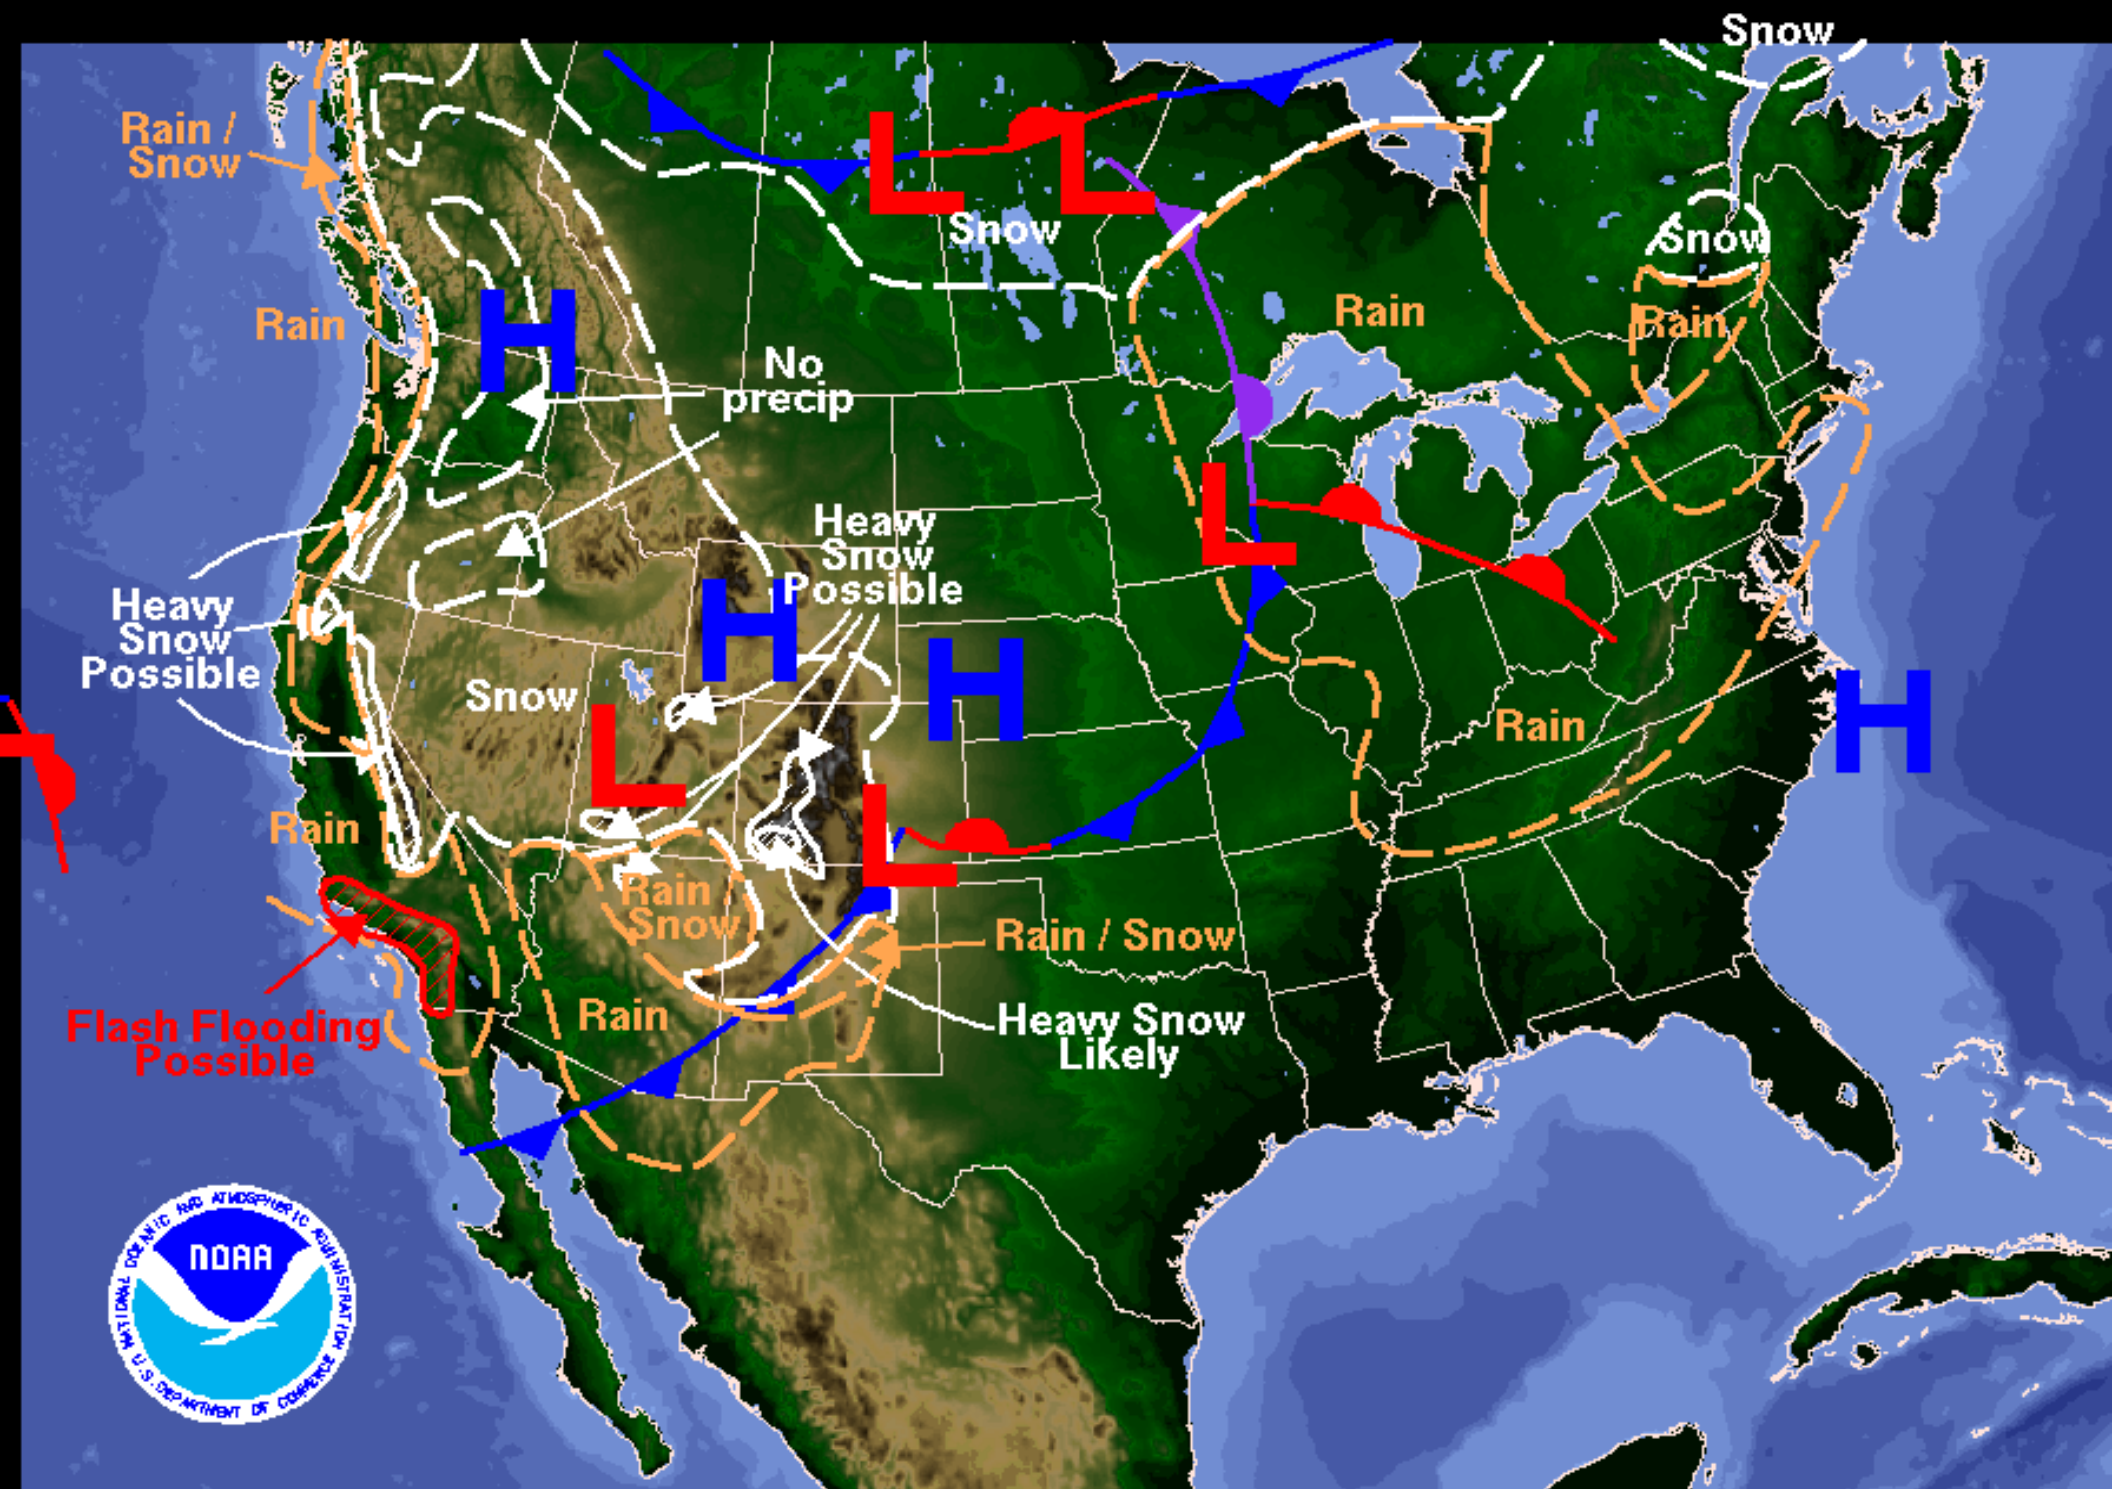 Snow
Rain /
Snow
Snow
Snow
L
L
Rain
H
Rain
Rain
No
precip
Heavy
Snow
Possible
L
Heavy
Snow
Possible
H
H
Snow
H
L
Rain
Rain
L
Rain /
Snow
Rain / Snow
Rain
Flash Flooding
Possible
Heavy Snow
Likely
NATIONAL OCEANIC AND ATMOSPHERIC ADMINISTRATION
NOAA
U.S. DEPARTMENT OF COMMERCE